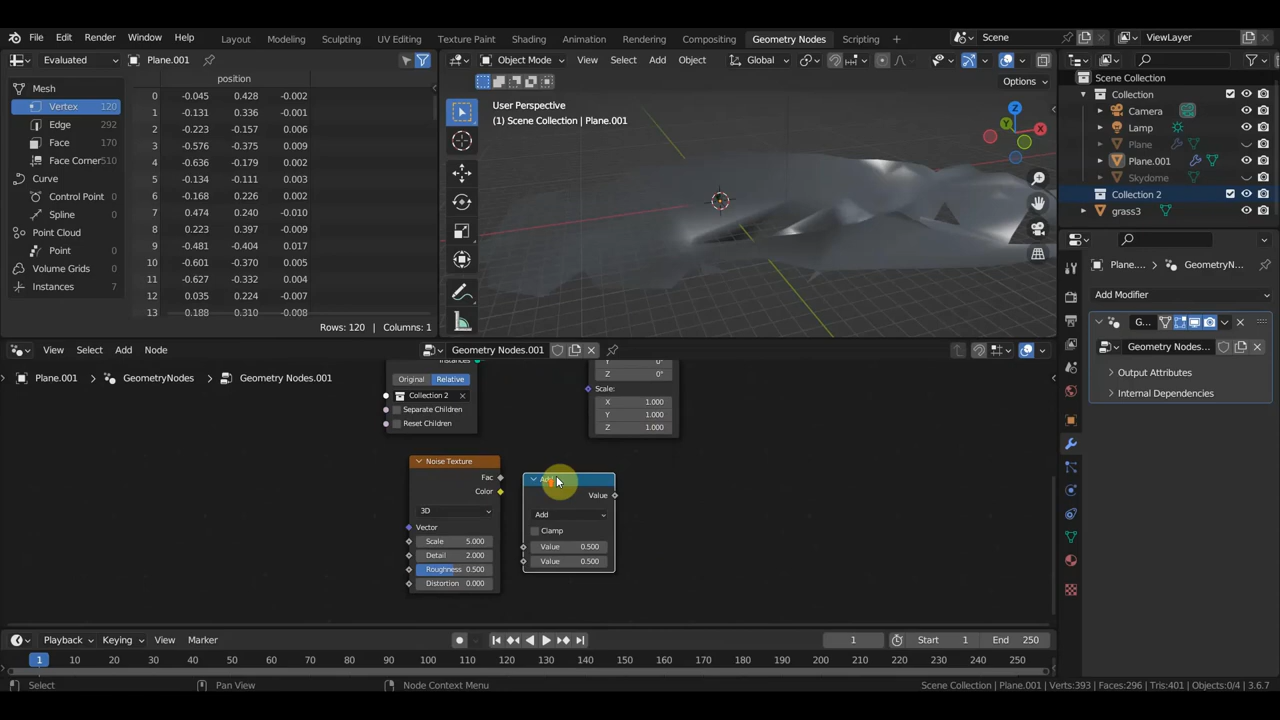 File Edit Render Window Help Layout Modeling Sculpting UV Editing Texture Paint Shading Animation Rendering Compositing Geometry Nodes Scripting Scene ViewLayer
Evaluated Plane.001
Object Mode View Select Add Object Global
Options
position
Mesh
Vertex 120
Edge 292
Face 170
Face Corner 510
Curve
Control Point 0
Spline 0
Point Cloud
Point 0
Volume Grids
Instances 7
0 -0.045 0.428 -0.002
1 -0.131 0.336 -0.001
2 -0.223 -0.157 0.006
3 -0.576 -0.375 0.009
4 -0.636 -0.179 0.002
5 -0.134 -0.111 0.003
6 -0.168 0.226 0.002
7 0.474 0.240 -0.010
8 0.223 0.397 -0.009
9 -0.481 -0.404 0.017
10 -0.601 -0.370 0.005
11 -0.627 -0.332 0.004
12 0.035 0.224 -0.007
13 0.188 0.310 -0.008
Rows: 120 | Columns: 1
User Perspective
(1) Scene Collection | Plane.001
Z
Y
X
Scene Collection
Collection
Camera
Lamp
Plane
Plane.001
Skydome
Collection 2
grass3
Plane.... GeometryN...
Add Modifier
G...
Geometry Nodes...
Output Attributes
Internal Dependencies
View Select Add Node Geometry Nodes.001
Plane.001 GeometryNodes Geometry Nodes.001
Instances
Original Relative
Collection 2
Separate Children
Reset Children
Z 0°
Scale:
X 1.000
Y 1.000
Z 1.000
Noise Texture
Fac
Color
3D
Vector
Scale 5.000
Detail 2.000
Roughness 0.500
Distortion 0.000
Value
Add
Clamp
Value 0.500
Value 0.500
Playback Keying View Marker 1 Start 1 End 250
1 10 20 30 40 50 60 70 80 90 100 110 120 130 140 150 160 170 180 190 200 210 220 230 240 250
Select Pan View Node Context Menu Scene Collection | Plane.001 | Verts:393 | Faces:296 | Tris:401 | Objects:0/4 | 3.6.7